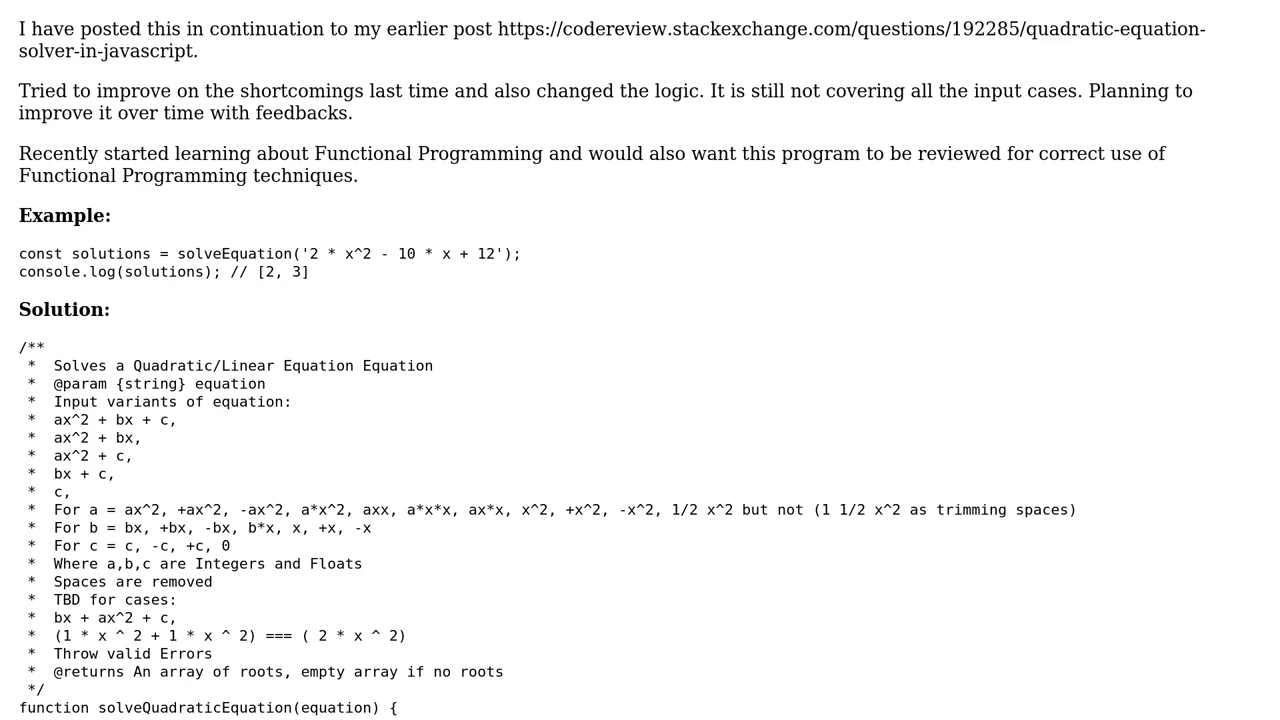 I have posted this in continuation to my earlier post https://codereview.stackexchange.com/questions/192285/quadratic-equation-
solver-in-javascript.
Tried to improve on the shortcomings last time and also changed the logic. It is still not covering all the input cases. Planning to
improve it over time with feedbacks.
Recently started learning about Functional Programming and would also want this program to be reviewed for correct use of
Functional Programming techniques.
Example:
const solutions = solveEquation('2 * x^2 - 10 * x + 12');
console.log(solutions); // [2, 3]
Solution:
/**
 *  Solves a Quadratic/Linear Equation Equation
 *  @param {string} equation
 *  Input variants of equation:
 *  ax^2 + bx + c,
 *  ax^2 + bx,
 *  ax^2 + c,
 *  bx + c,
 *  c,
 *  For a = ax^2, +ax^2, -ax^2, a*x^2, axx, a*x*x, ax*x, x^2, +x^2, -x^2, 1/2 x^2 but not (1 1/2 x^2 as trimming spaces)
 *  For b = bx, +bx, -bx, b*x, x, +x, -x
 *  For c = c, -c, +c, 0
 *  Where a,b,c are Integers and Floats
 *  Spaces are removed
 *  TBD for cases:
 *  bx + ax^2 + c,
 *  (1 * x ^ 2 + 1 * x ^ 2) === ( 2 * x ^ 2)
 *  Throw valid Errors
 *  @returns An array of roots, empty array if no roots
 */
function solveQuadraticEquation(equation) {